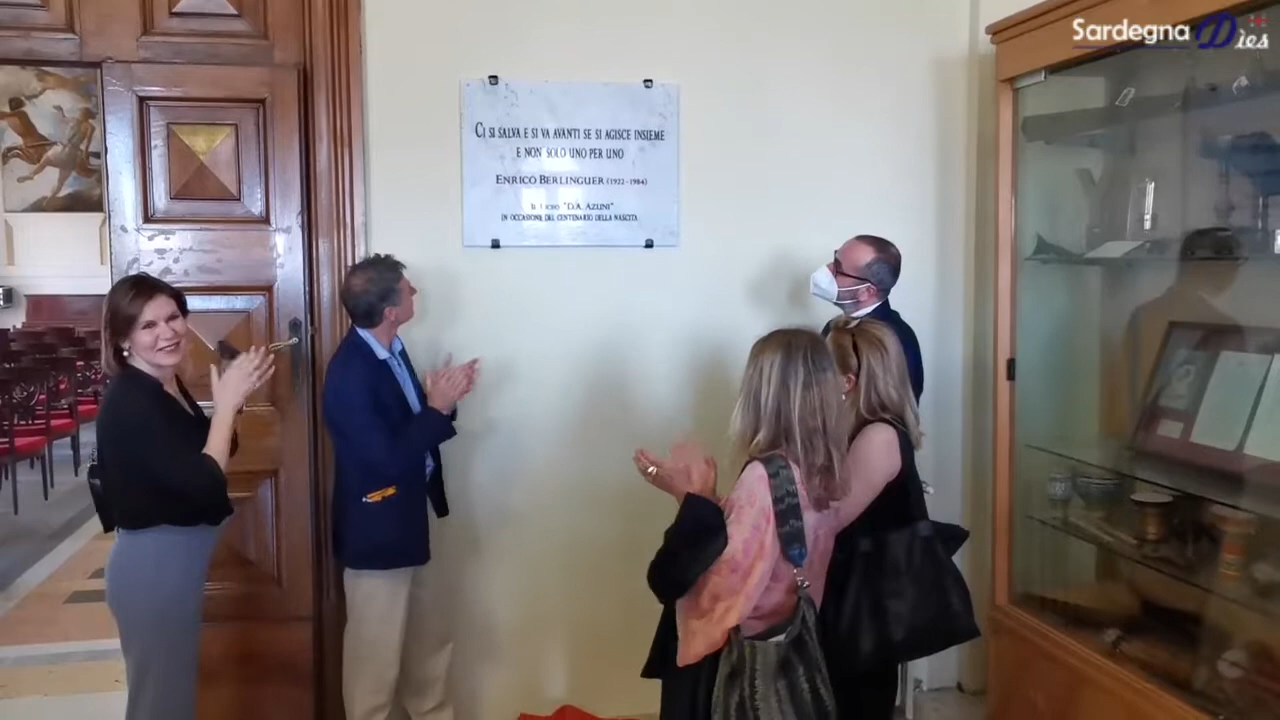 Sardegna Dies
CI SI SALVA E SI VA AVANTI SE SI AGISCE INSIEME
E NON SOLO UNO PER UNO
ENRICO BERLINGUER (1922-1984)
IL LICEO "D.A. AZUNI"
IN OCCASIONE DEL CENTENARIO DELLA NASCITA